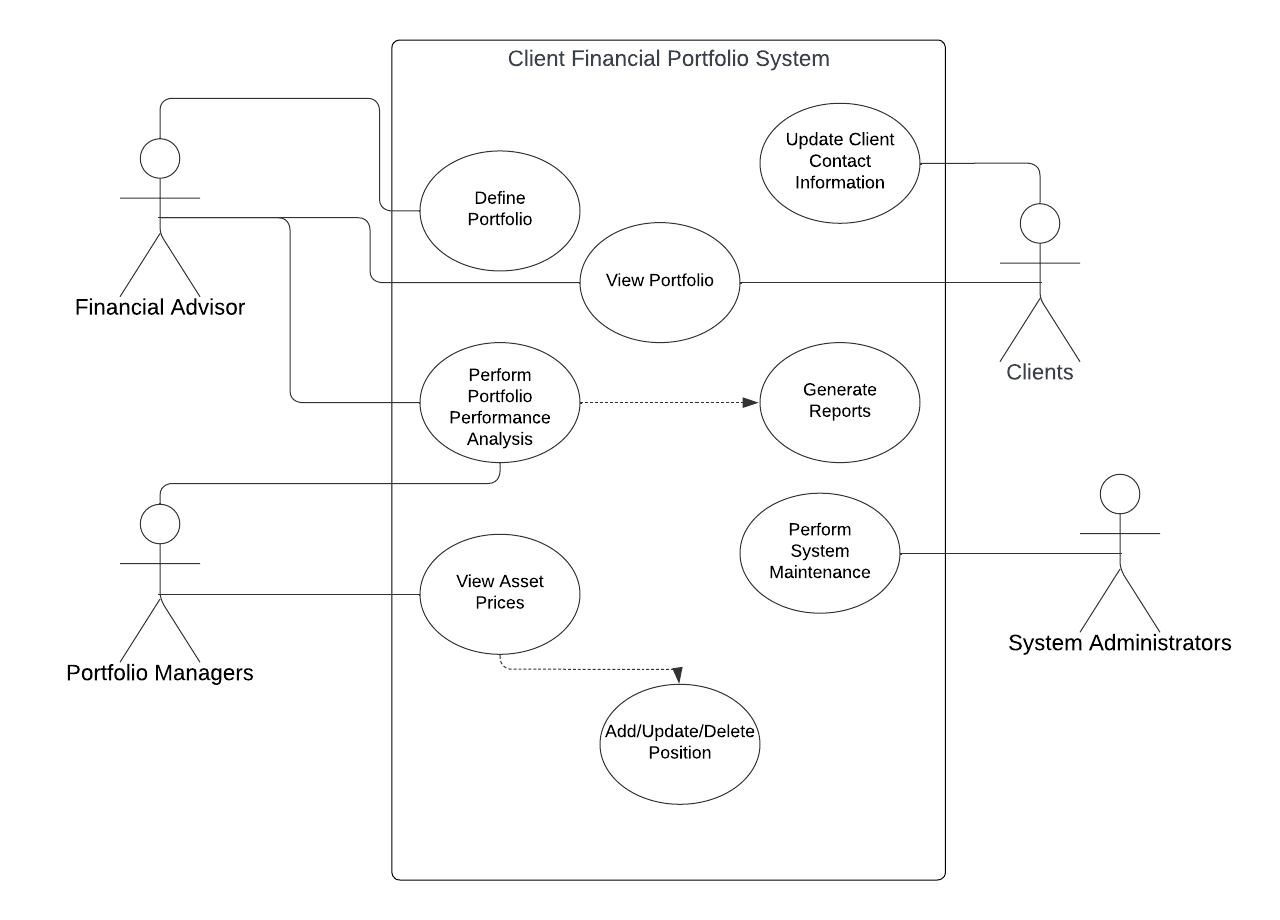 Client Financial Portfolio System
Update Client
Contact
Information
Define
Portfolio
View Portfolio
Financial Advisor
Clients
Perform
Portfolio
Performance
Analysis
Generate
Reports
Perform
System
Maintenance
View Asset
Prices
System Administrators
Portfolio Managers
Add/Update/Delete
Position